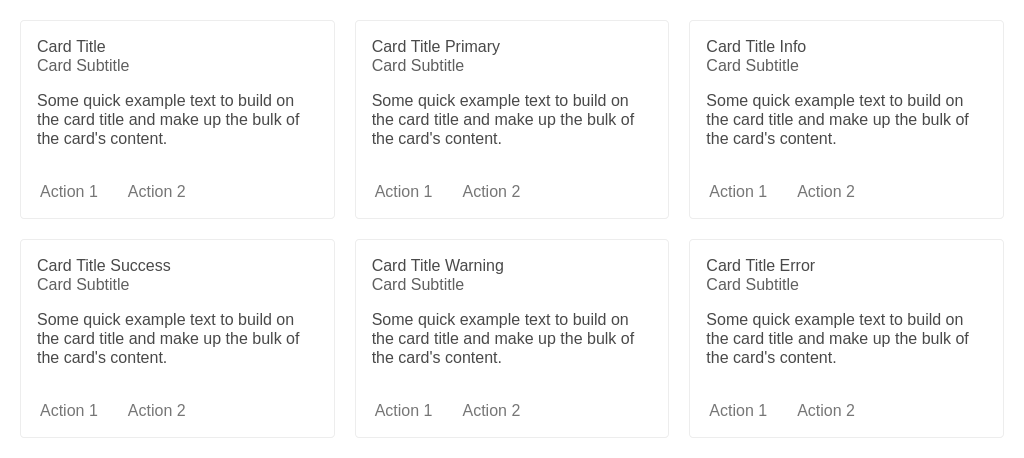 Card Title
Card Subtitle
Some quick example text to build on
the card title and make up the bulk of
the card's content.
Action 1 Action 2
Card Title Primary
Card Subtitle
Some quick example text to build on
the card title and make up the bulk of
the card's content.
Action 1 Action 2
Card Title Info
Card Subtitle
Some quick example text to build on
the card title and make up the bulk of
the card's content.
Action 1 Action 2
Card Title Success
Card Subtitle
Some quick example text to build on
the card title and make up the bulk of
the card's content.
Action 1 Action 2
Card Title Warning
Card Subtitle
Some quick example text to build on
the card title and make up the bulk of
the card's content.
Action 1 Action 2
Card Title Error
Card Subtitle
Some quick example text to build on
the card title and make up the bulk of
the card's content.
Action 1 Action 2